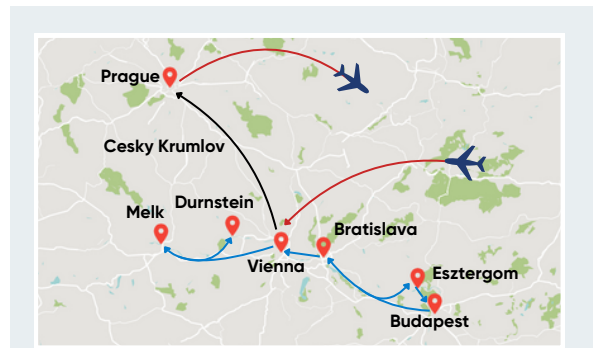 Prague
Cesky Krumlov
Durnstein
Melk
Bratislava
Vienna
Esztergom
Budapest